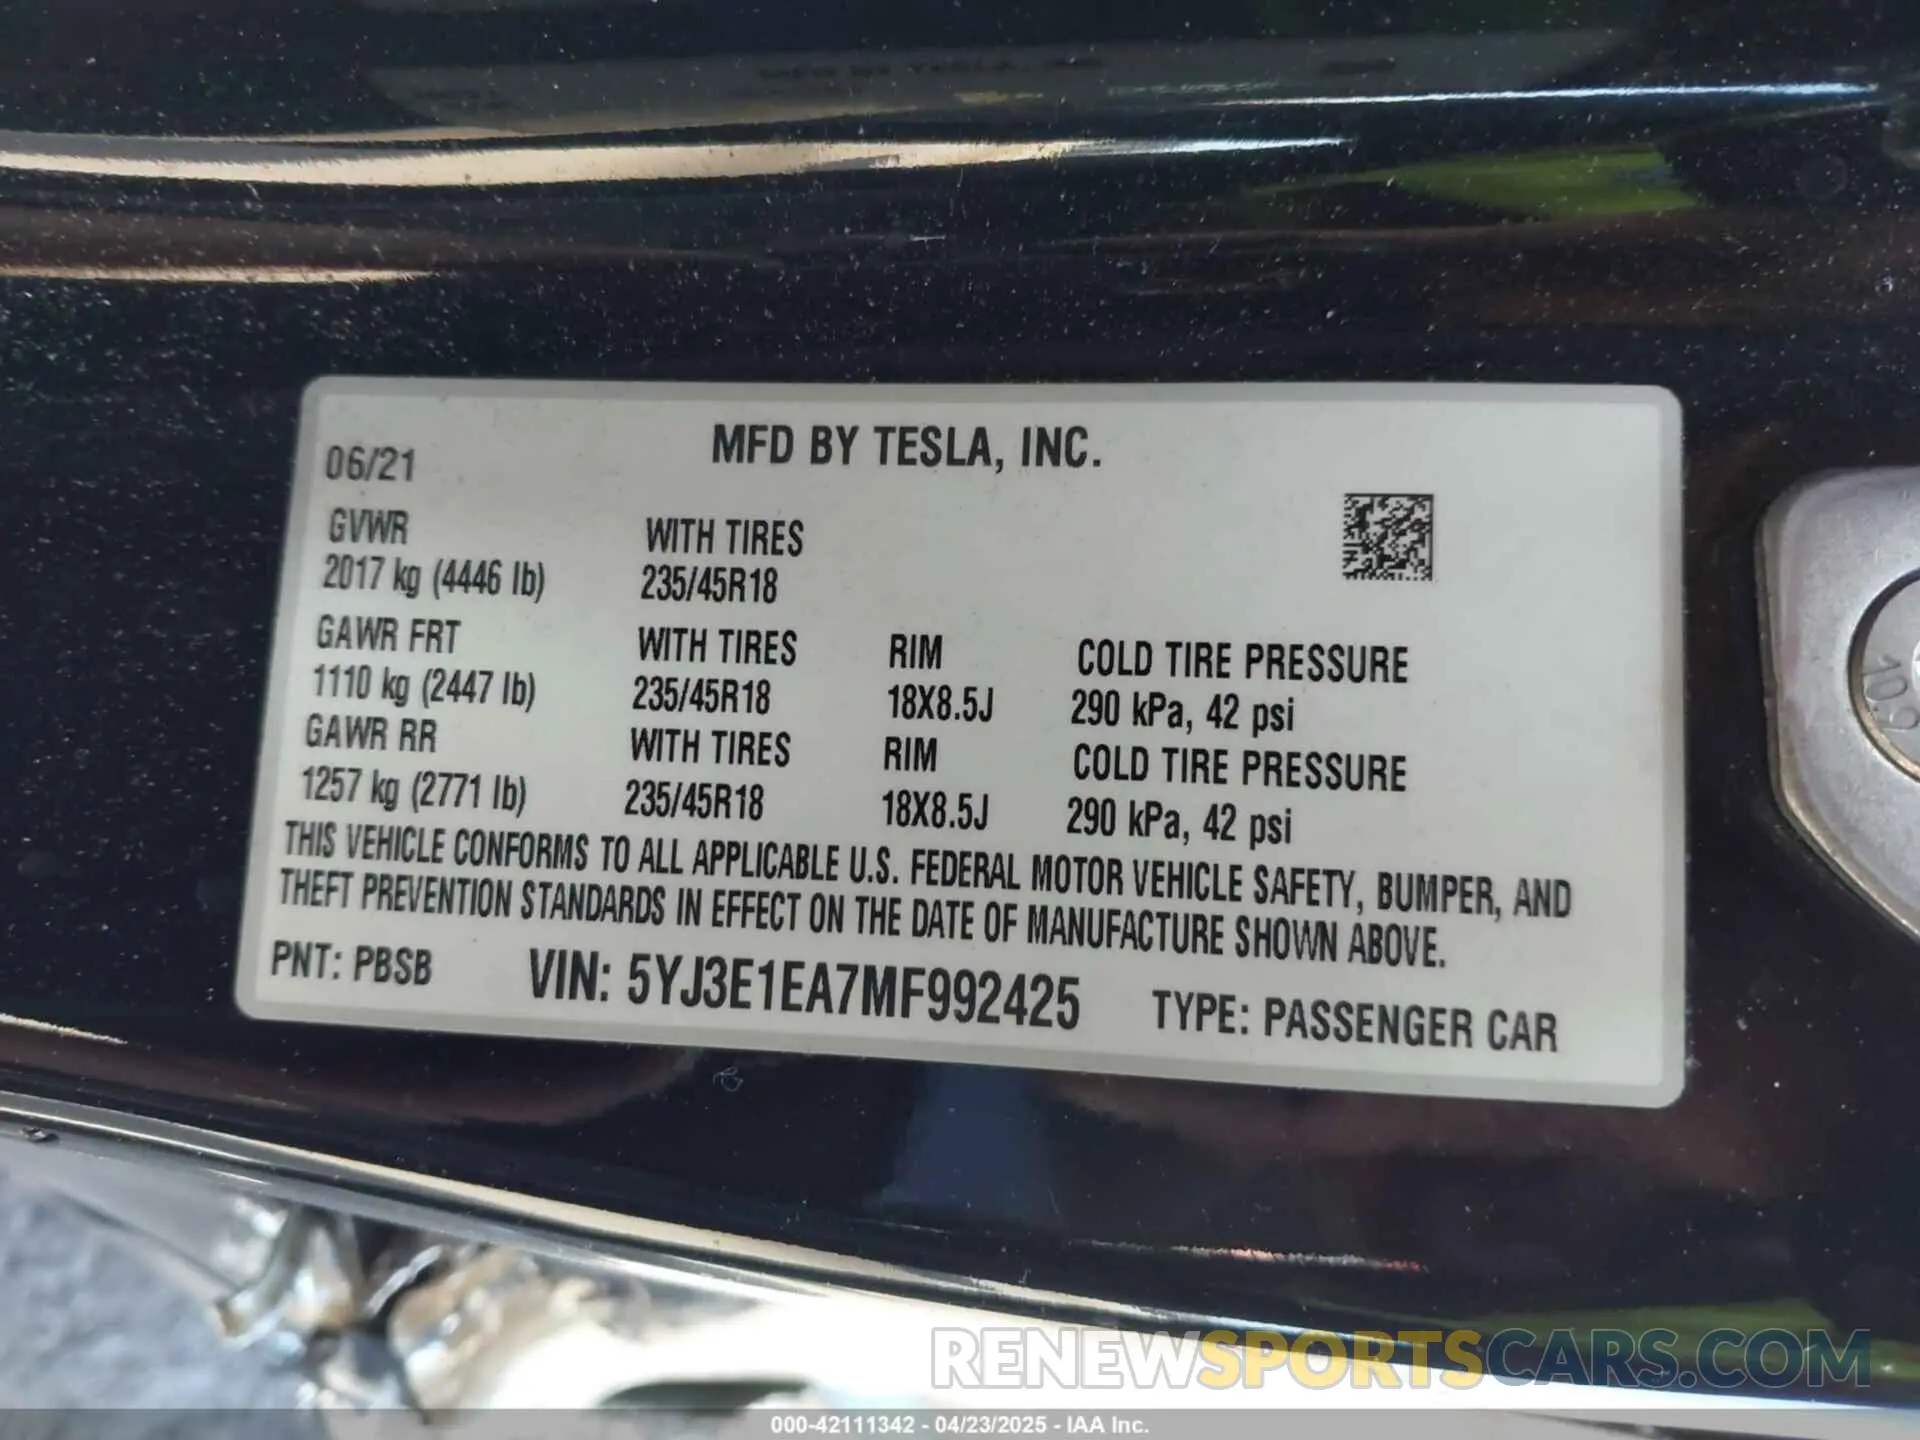 06/21
MFD BY TESLA, INC.
GVWR
WITH TIRES
2017 kg (4446 lb)
235/45R18
GAWR FRT
WITH TIRES
RIM
COLD TIRE PRESSURE
1110 kg (2447 lb)
235/45R18
18X8.5J
290 kPa, 42 psi
GAWR RR
WITH TIRES
RIM
COLD TIRE PRESSURE
1257 kg (2771 lb)
235/45R18
18X8.5J
290 kPa, 42 psi
THIS VEHICLE CONFORMS TO ALL APPLICABLE U.S. FEDERAL MOTOR VEHICLE SAFETY, BUMPER, AND
THEFT PREVENTION STANDARDS IN EFFECT ON THE DATE OF MANUFACTURE SHOWN ABOVE.
PNT: PBSB
VIN: 5YJ3E1EA7MF992425
TYPE: PASSENGER CAR
10.9
RENEWSPORTSCARS.COM
000-42111342 - 04/23/2025 - IAA Inc.